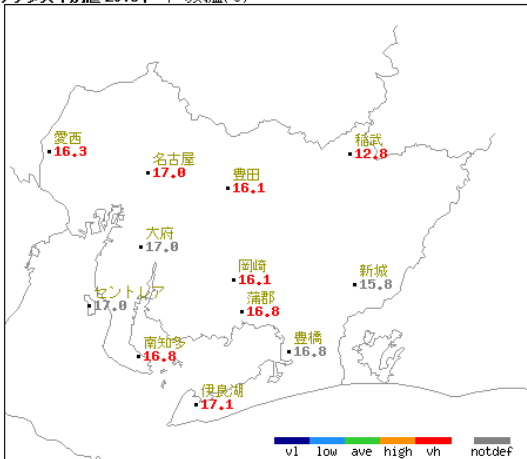 愛西
16.3
名古屋
17.0
豊田
16.1
稲武
12.8
大府
17.0
岡崎
16.1
新城
15.8
セントレア
17.0
蒲郡
16.8
豊橋
16.8
南知多
16.8
伊良湖
17.1
vl low ave high vh notdef